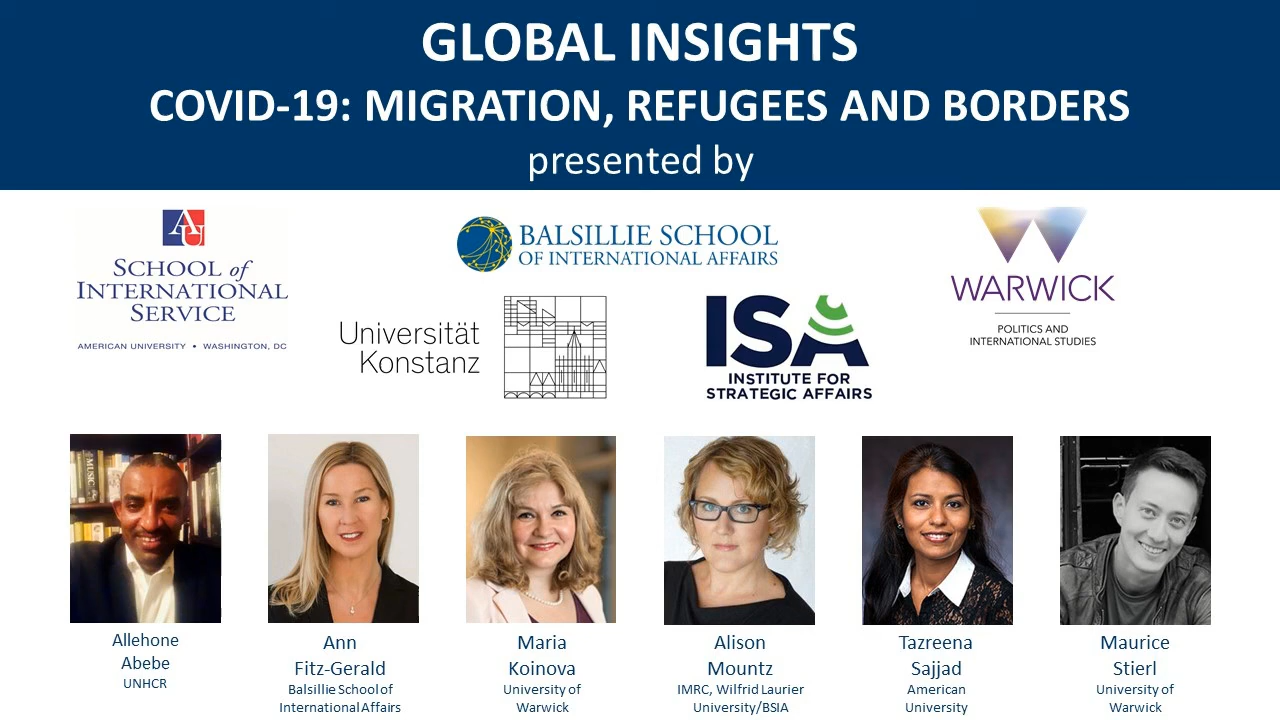 GLOBAL INSIGHTS
COVID-19: MIGRATION, REFUGEES AND BORDERS
presented by
AU
SCHOOL of
INTERNATIONAL
SERVICE
AMERICAN UNIVERSITY • WASHINGTON, DC
BALSILLIE SCHOOL
OF INTERNATIONAL AFFAIRS
WARWICK
POLITICS AND
INTERNATIONAL STUDIES
Universität
Konstanz
ISA
INSTITUTE FOR
STRATEGIC AFFAIRS
MUSIC
Allehone
Abebe
UNHCR
Ann
Fitz-Gerald
Balsillie School of
International Affairs
Maria
Koinova
University of
Warwick
Alison
Mountz
IMRC, Wilfrid Laurier
University/BSIA
Tazreena
Sajjad
American
University
Maurice
Stierl
University of
Warwick